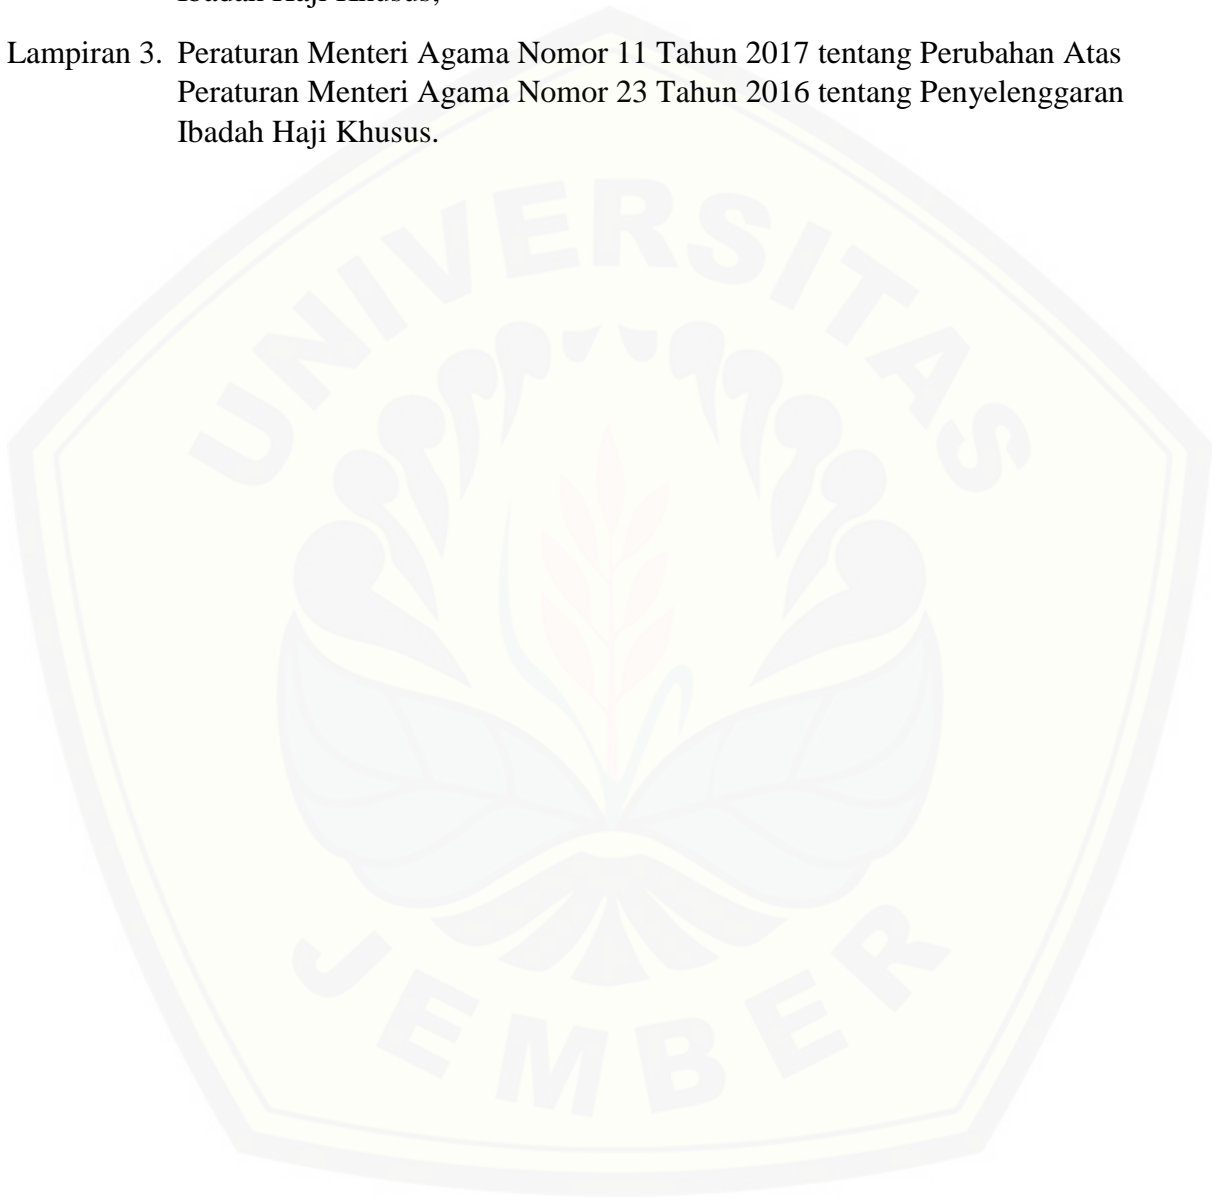 Ibadah Haji Khusus;
Lampiran 3. Peraturan Menteri Agama Nomor 11 Tahun 2017 tentang Perubahan Atas
Peraturan Menteri Agama Nomor 23 Tahun 2016 tentang Penyelenggaran
Ibadah Haji Khusus.
UNIVERSITAS
JEMBER